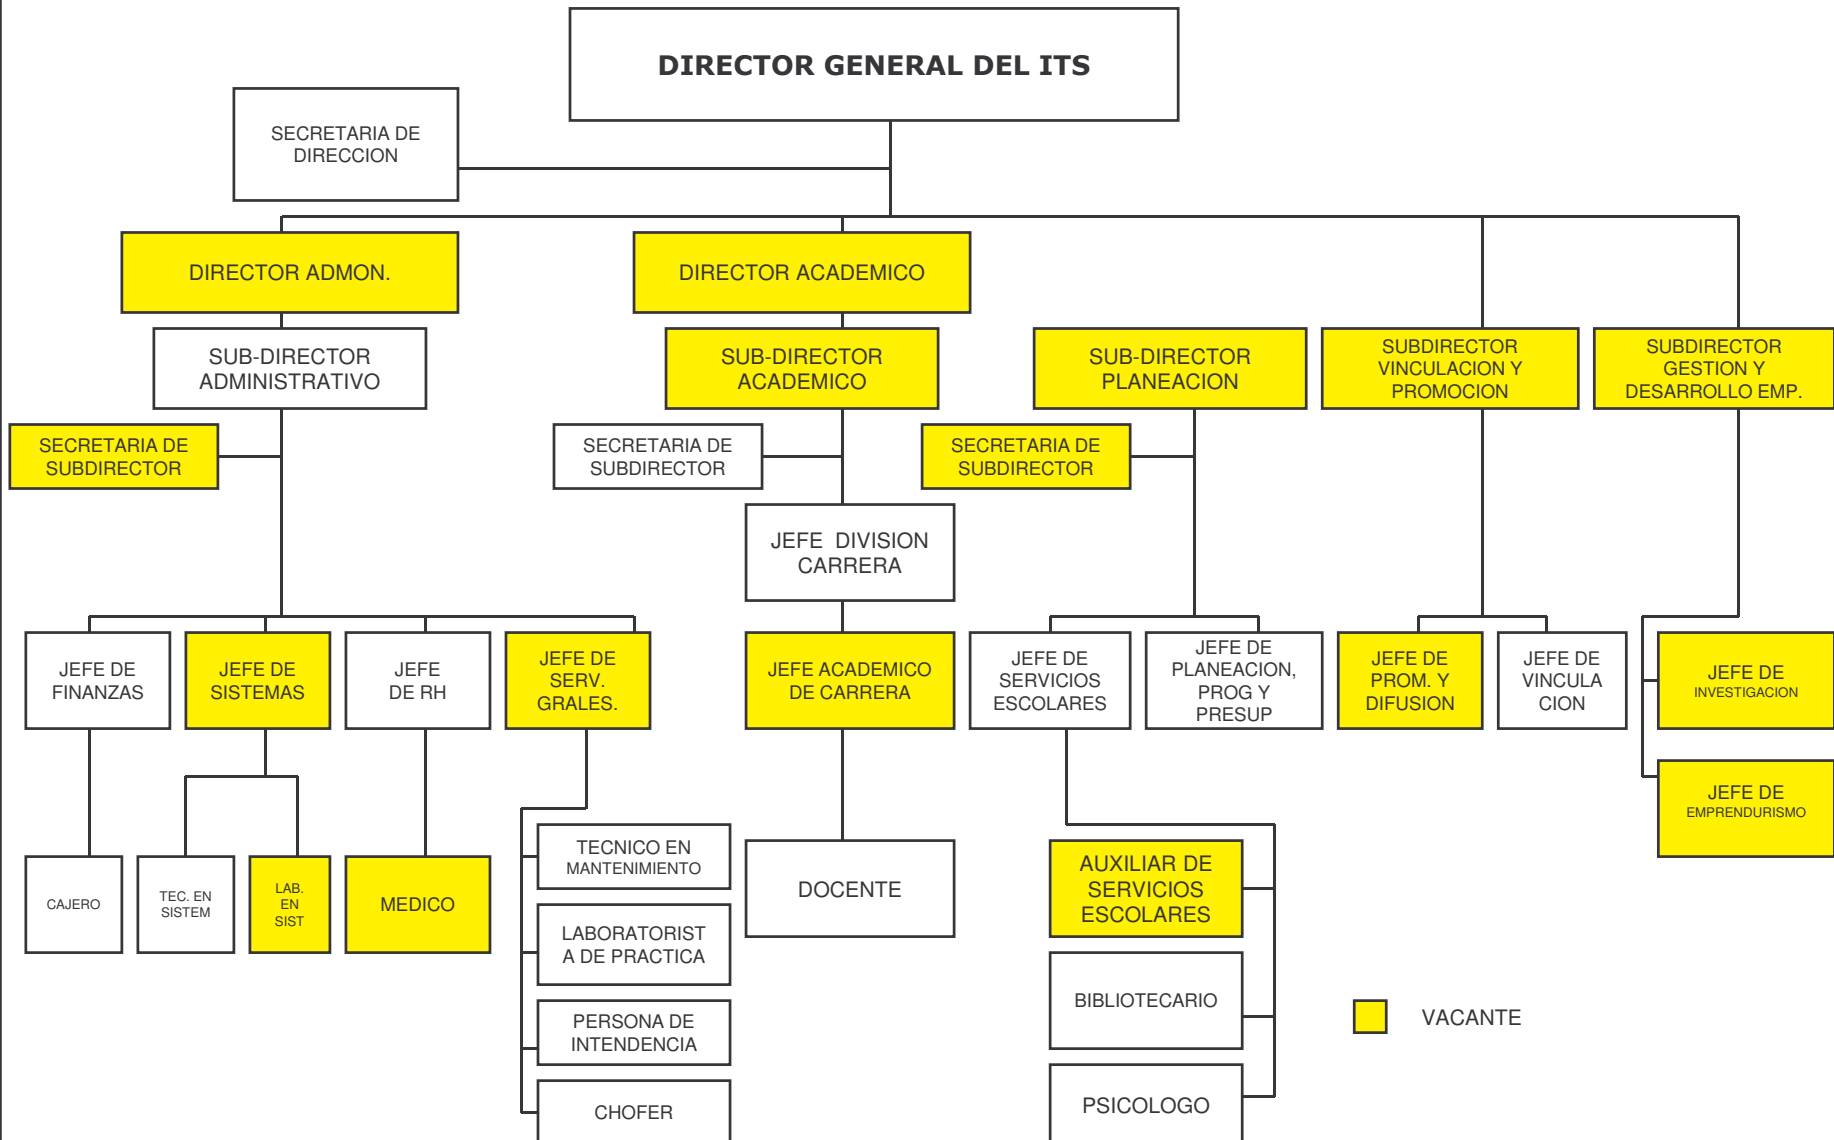 DIRECTOR GENERAL DEL ITS
SECRETARIA DE
DIRECCION
DIRECTOR ADMON.
DIRECTOR ACADEMICO
SUB-DIRECTOR
ADMINISTRATIVO
SUB-DIRECTOR
ACADEMICO
SUB-DIRECTOR
PLANEACION
SUBDIRECTOR
VINCULACION Y
PROMOCION
SUBDIRECTOR
GESTION Y
DESARROLLO EMP.
SECRETARIA DE
SUBDIRECTOR
SECRETARIA DE
SUBDIRECTOR
SECRETARIA DE
SUBDIRECTOR
JEFE DIVISION
CARRERA
JEFE DE
FINANZAS
JEFE DE
SISTEMAS
JEFE
DE RH
JEFE DE
SERV.
GRALES.
JEFE ACADEMICO
DE CARRERA
JEFE DE
SERVICIOS
ESCOLARES
JEFE DE
PLANEACION,
PROG Y
PRESUP
JEFE DE
PROM. Y
DIFUSION
JEFE DE
VINCULA
CION
JEFE DE
INVESTIGACION
JEFE DE
EMPRENDURISMO
CAJERO
TEC. EN
SISTEM
LAB.
EN
SIST
MEDICO
TECNICO EN
MANTENIMIENTO
LABORATORIST
A DE PRACTICA
PERSONA DE
INTENDENCIA
CHOFER
DOCENTE
AUXILIAR DE
SERVICIOS
ESCOLARES
BIBLIOTECARIO
PSICOLOGO
VACANTE